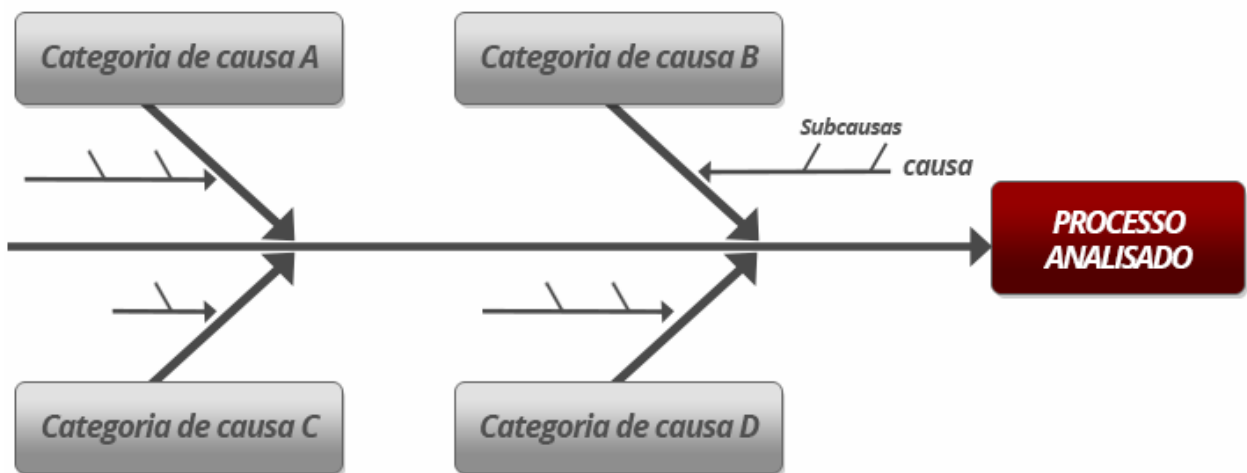 Categoria de causa A
Categoria de causa B
Subcausas
causa
PROCESSO
ANALISADO
Categoria de causa C
Categoria de causa D